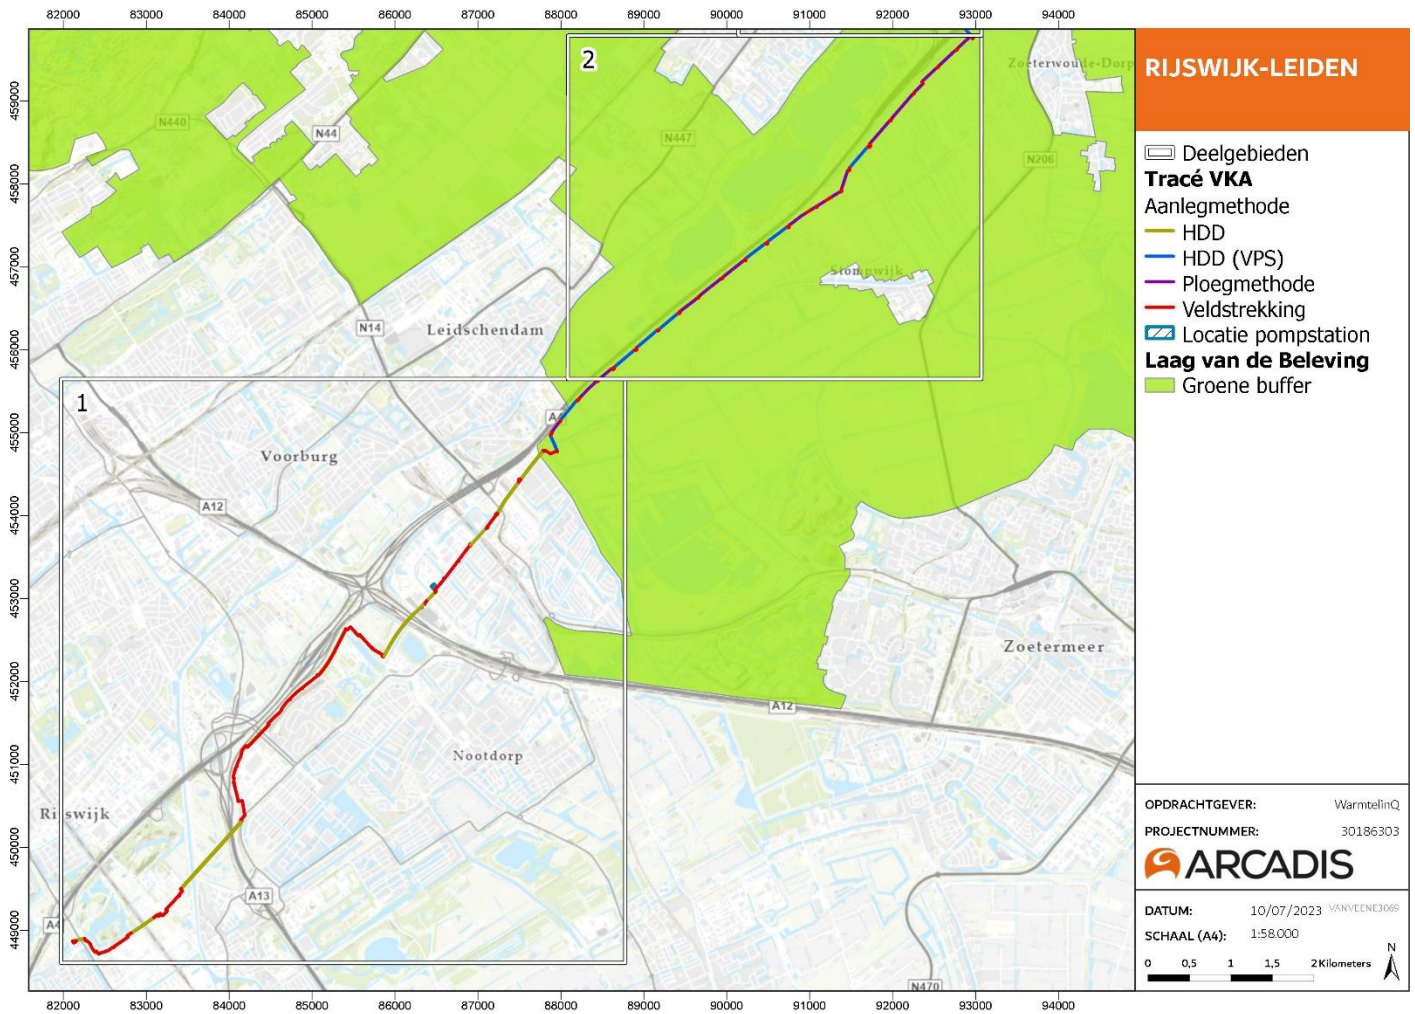 82000 83000 84000 85000 86000 87000 88000 89000 90000 91000 92000 93000 94000
459000
458000
457000
456000
455000
454000
453000
452000
451000
450000
449000
2
Zoeterwoude-Dorp
N440
N44
N447
N206
Stompwijk
N14
Leidschendam
1
A4
Voorburg
A12
Zoetermeer
A12
Nootdorp
Rijswijk
A13
A4
N470
82000 83000 84000 85000 86000 87000 88000 89000 90000 91000 92000 93000 94000
RIJSWIJK-LEIDEN
Deelgebieden
Tracé VKA
Aanlegmethode
HDD
HDD (VPS)
Ploegmethode
Veldstrekking
Locatie pompstation
Laag van de Beleving
Groene buffer
OPDRACHTGEVER: WarmtelinQ
PROJECTNUMMER: 30186303
ARCADIS
DATUM: 10/07/2023 VANVEENE3069
SCHAAL (A4): 1:58.000
N
0 0,5 1 1,5 2 Kilometers